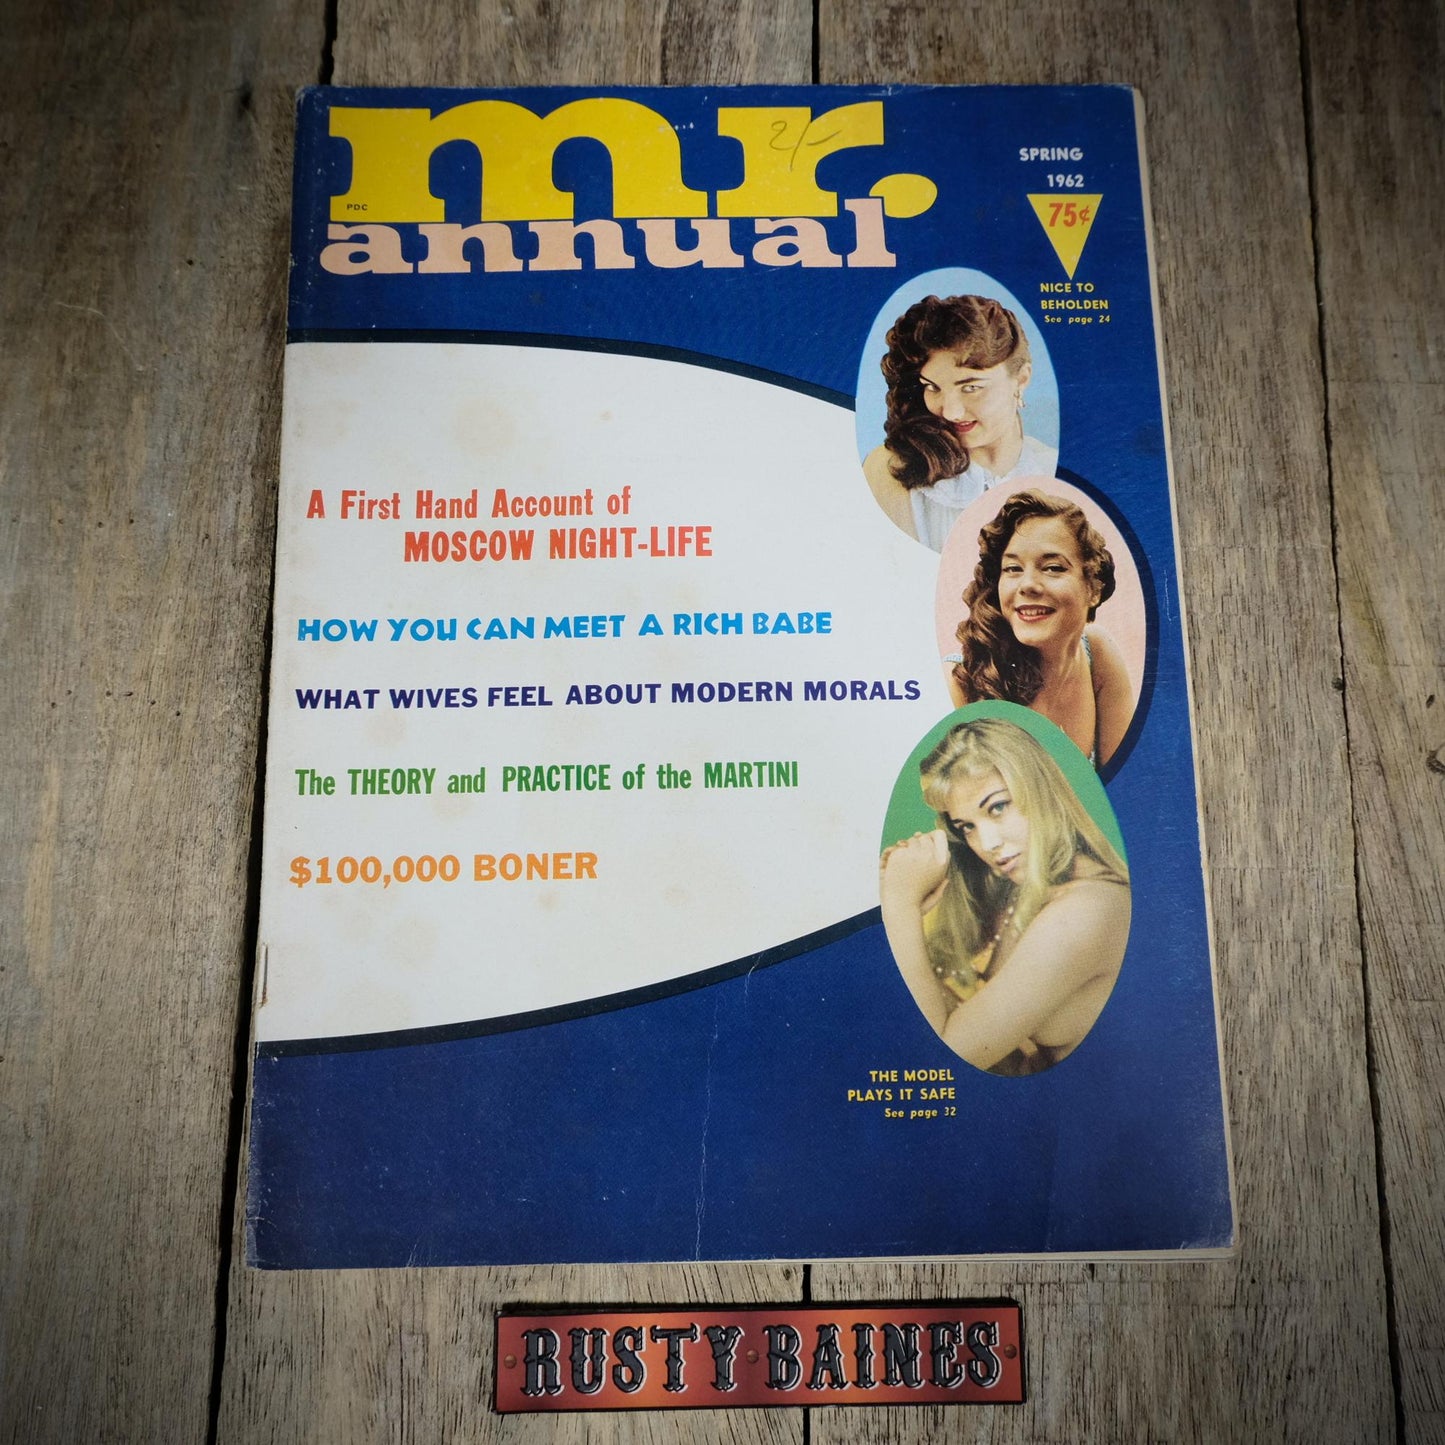 mr.
annual
PDC
2/-
SPRING
1962
75¢
NICE TO
BEHOLDEN
See page 24
A First Hand Account of
MOSCOW NIGHT-LIFE
HOW YOU CAN MEET A RICH BABE
WHAT WIVES FEEL ABOUT MODERN MORALS
The THEORY and PRACTICE of the MARTINI
$100,000 BONER
THE MODEL
PLAYS IT SAFE
See page 32
RUSTY BAINES